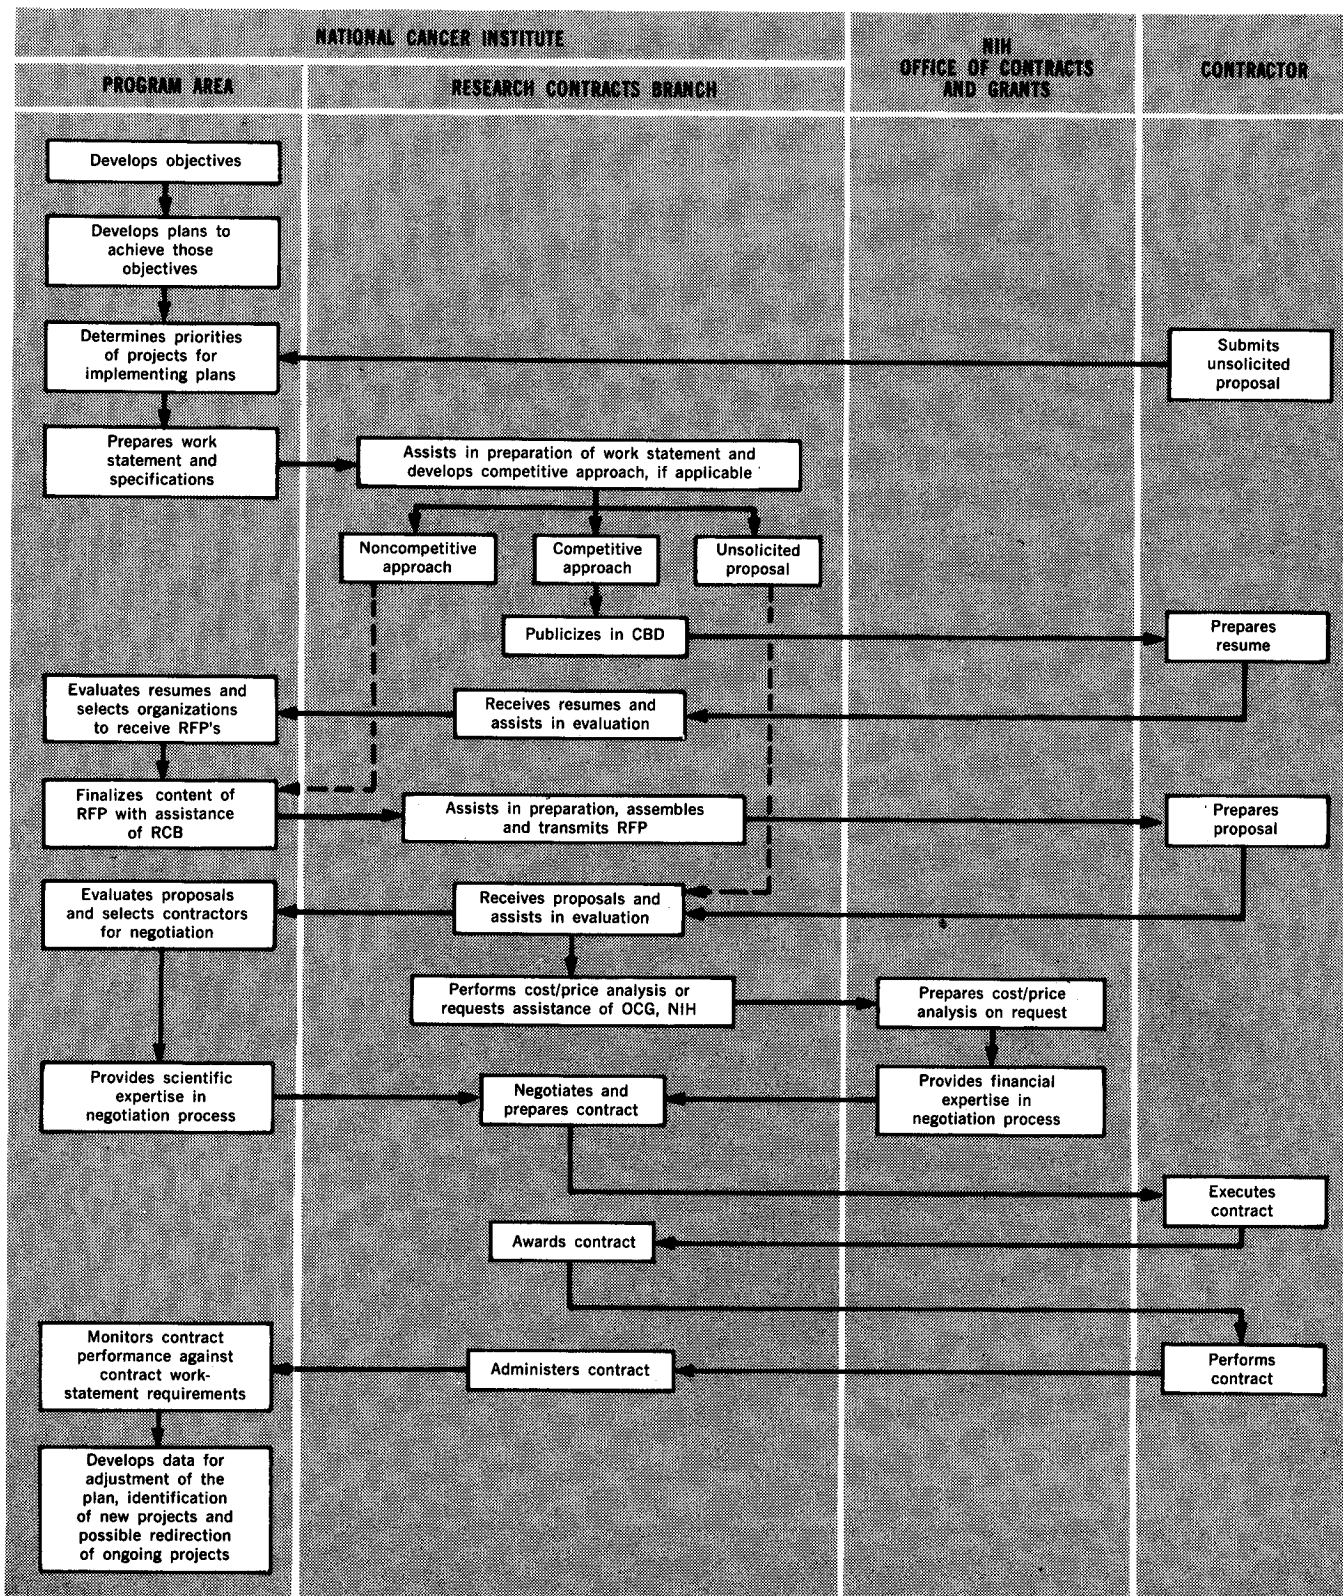 NATIONAL CANCER INSTITUTE
NIH
OFFICE OF CONTRACTS
AND GRANTS
CONTRACTOR
PROGRAM AREA
RESEARCH CONTRACTS BRANCH
Develops objectives
Develops plans to
achieve those
objectives
Determines priorities
of projects for
implementing plans
Submits
unsolicited
proposal
Prepares work
statement and
specifications
Assists in preparation of work statement and
develops competitive approach, if applicable
Noncompetitive
approach
Competitive
approach
Unsolicited
proposal
Publicizes in CBD
Prepares
resume
Evaluates resumes and
selects organizations
to receive RFP's
Receives resumes and
assists in evaluation
Finalizes content of
RFP with assistance
of RCB
Assists in preparation, assembles
and transmits RFP
Prepares
proposal
Evaluates proposals
and selects contractors
for negotiation
Receives proposals and
assists in evaluation
Performs cost/price analysis or
requests assistance of OCG, NIH
Prepares cost/price
analysis on request
Provides scientific
expertise in
negotiation process
Negotiates and
prepares contract
Provides financial
expertise in
negotiation process
Executes
contract
Awards contract
Monitors contract
performance against
contract work-
statement requirements
Administers contract
Performs
contract
Develops data for
adjustment of the
plan, identification
of new projects and
possible redirection
of ongoing projects